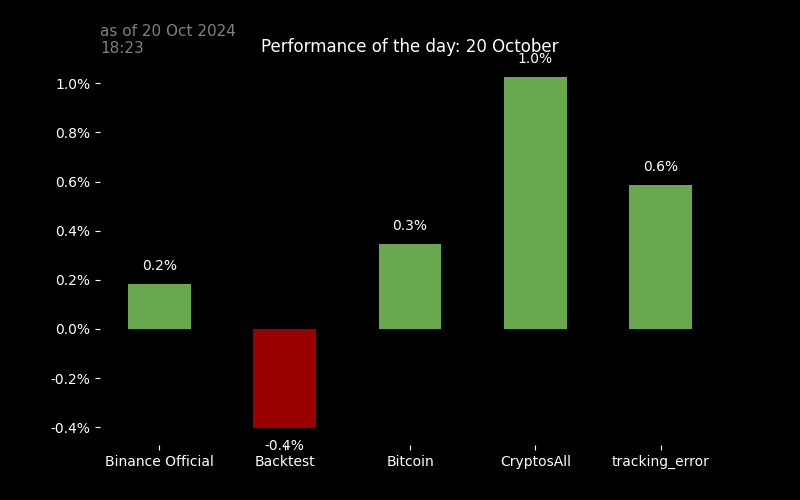 as of 20 Oct 2024
18:23
Performance of the day: 20 October
1.0%
1.0%
0.8%
0.6%
0.6%
0.4%
0.3%
0.2%
0.2%
0.0%
-0.2%
-0.4%
-0.4%
Binance Official
Backtest
Bitcoin
CryptosAll
tracking_error